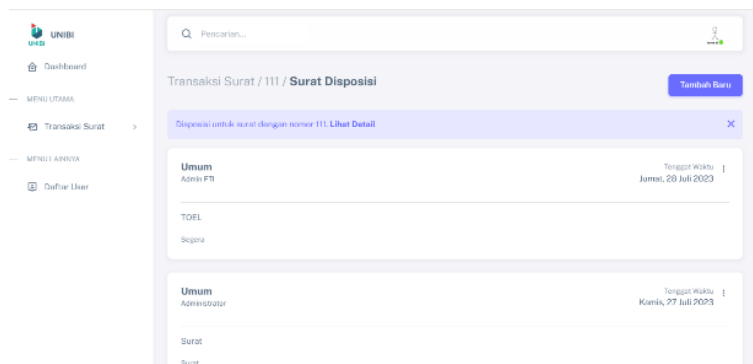 UNIBI
UNIBI
Dashboard
MENU UTAMA
Transaksi Surat
MENU LAINNYA
Daftar User
Pencarian...
Transaksi Surat / 111 / Surat Disposisi
Tambah Baru
Disposisi untuk surat dengan nomor 111. Lihat Detail
Umum
Admin FTI
Tenggat Waktu
Jumat, 28 Juli 2023
TOEL
Segera
Umum
Administrator
Tenggat Waktu
Kamis, 27 Juli 2023
Surat
Surat